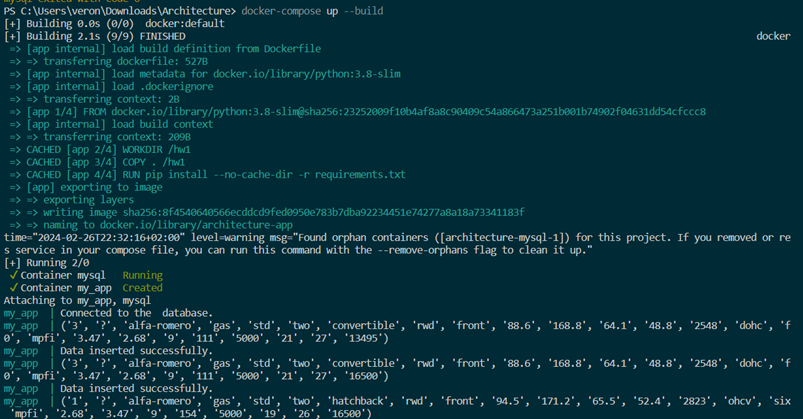 mysql exited with code 0
PS C:\Users\veron\Downloads\Architecture> docker-compose up --build
[+] Building 0.0s (0/0)  docker:default
[+] Building 2.1s (9/9) FINISHED docker
=> [app internal] load build definition from Dockerfile
=> => transferring dockerfile: 527B
=> [app internal] load metadata for docker.io/library/python:3.8-slim
=> [app internal] load .dockerignore
=> => transferring context: 2B
=> [app 1/4] FROM docker.io/library/python:3.8-slim@sha256:23252009f10b4af8a8c90409c54a866473a251b001b74902f04631dd54cfccc8
=> [app internal] load build context
=> => transferring context: 209B
=> CACHED [app 2/4] WORKDIR /hw1
=> CACHED [app 3/4] COPY . /hw1
=> CACHED [app 4/4] RUN pip install --no-cache-dir -r requirements.txt
=> [app] exporting to image
=> => exporting layers
=> => writing image sha256:8f4540640566ecddcd9fed0950e783b7dba92234451e74277a8a18a73341183f
=> => naming to docker.io/library/architecture-app
time="2024-02-26T22:32:16+02:00" level=warning msg="Found orphan containers ([architecture-mysql-1]) for this project. If you removed or re
s service in your compose file, you can run this command with the --remove-orphans flag to clean it up."
[+] Running 2/0
✓Container mysql   Running
✓Container my_app  Created
Attaching to my_app, mysql
my_app  | Connected to the  database.
my_app  | ('3', '?', 'alfa-romero', 'gas', 'std', 'two', 'convertible', 'rwd', 'front', '88.6', '168.8', '64.1', '48.8', '2548', 'dohc', 'f
0', 'mpfi', '3.47', '2.68', '9', '111', '5000', '21', '27', '13495')
my_app  | Data inserted successfully.
my_app  | ('3', '?', 'alfa-romero', 'gas', 'std', 'two', 'convertible', 'rwd', 'front', '88.6', '168.8', '64.1', '48.8', '2548', 'dohc', 'f
0', 'mpfi', '3.47', '2.68', '9', '111', '5000', '21', '27', '16500')
my_app  | Data inserted successfully.
my_app  | ('1', '?', 'alfa-romero', 'gas', 'std', 'two', 'hatchback', 'rwd', 'front', '94.5', '171.2', '65.5', '52.4', '2823', 'ohcv', 'six
'mpfi', '2.68', '3.47', '9', '154', '5000', '19', '26', '16500')